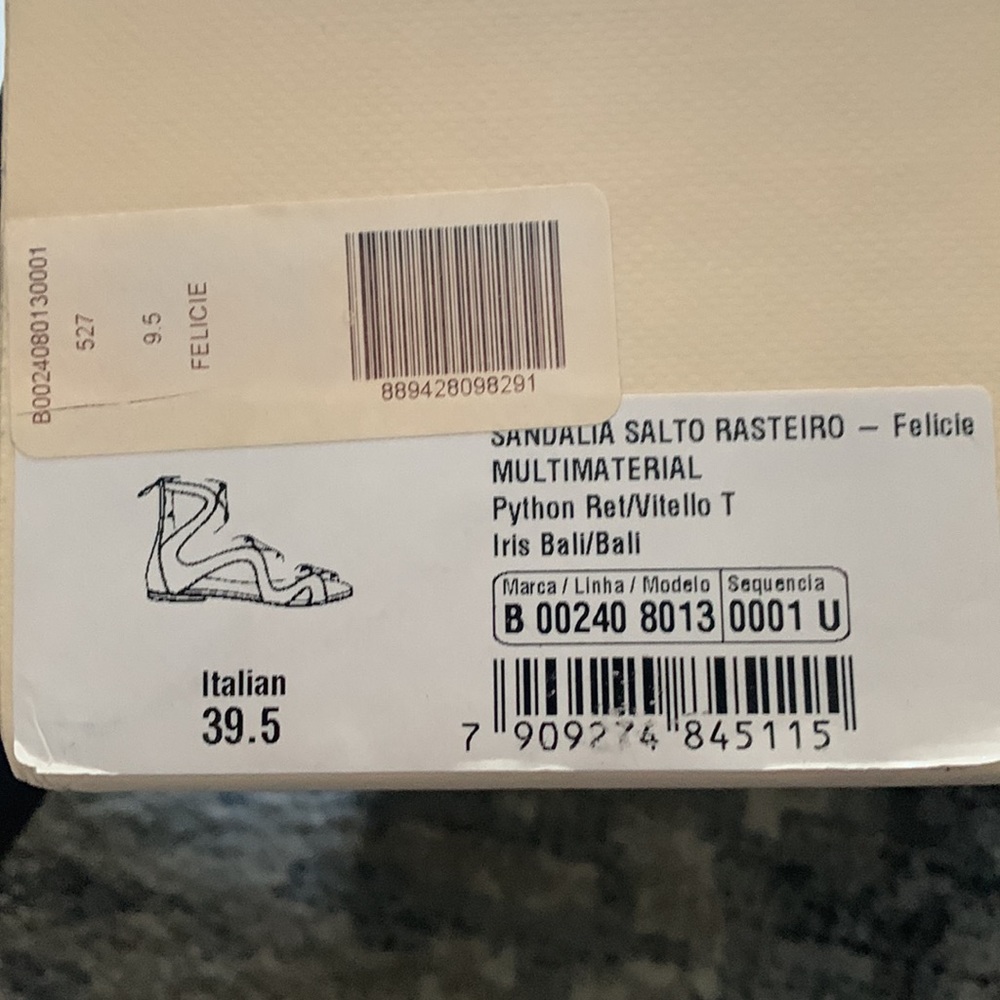 B0024080130001
527
9.5
FELICIE
889428098291
SANDALIA SALTO RASTEIRO – Felicie
MULTIMATERIAL
Python Ret/Vitello T
Iris Bali/Bali
Marca / Linha / Modelo Sequencia
B 00240 8013 0001 U
Italian
39.5
7 909274 845115